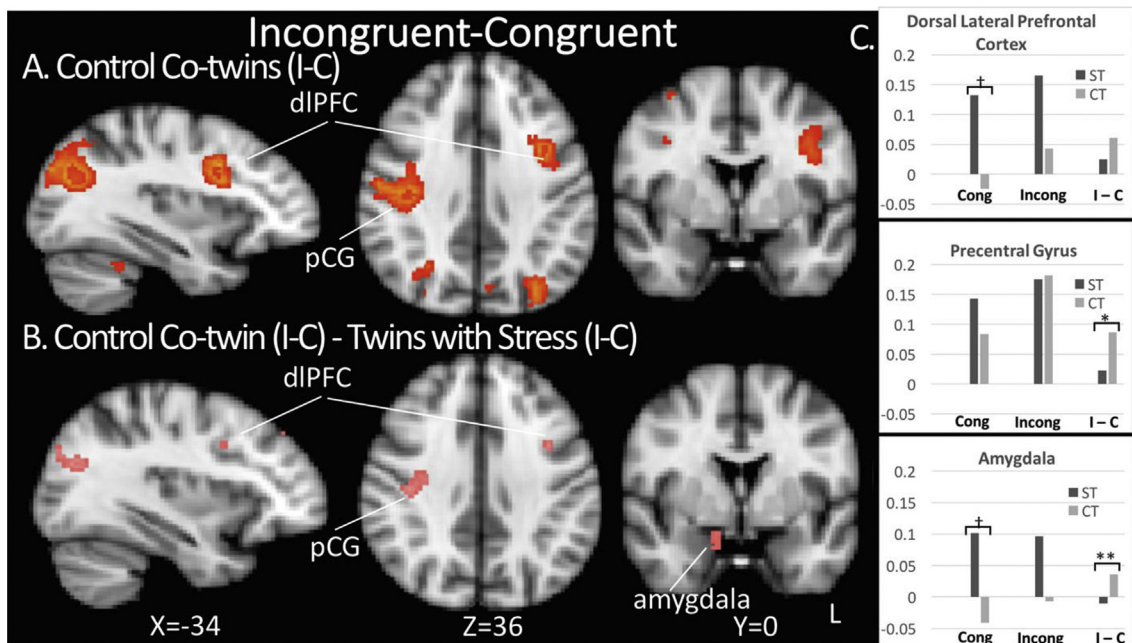 Incongruent-Congruent
A. Control Co-twins (I-C)
dlPFC
pCG
B. Control Co-twin (I-C) - Twins with Stress (I-C)
dlPFC
pCG
amygdala
L
X=-34
Z=36
Y=0
C.
Dorsal Lateral Prefrontal
Cortex
0.2
0.15
0.1
0.05
0
-0.05
†
ST
CT
Cong
Incong
I – C
Precentral Gyrus
0.2
0.15
0.1
0.05
0
-0.05
ST
CT
*
Cong
Incong
I – C
Amygdala
0.2
0.15
0.1
0.05
0
-0.05
†
ST
CT
**
Cong
Incong
I – C